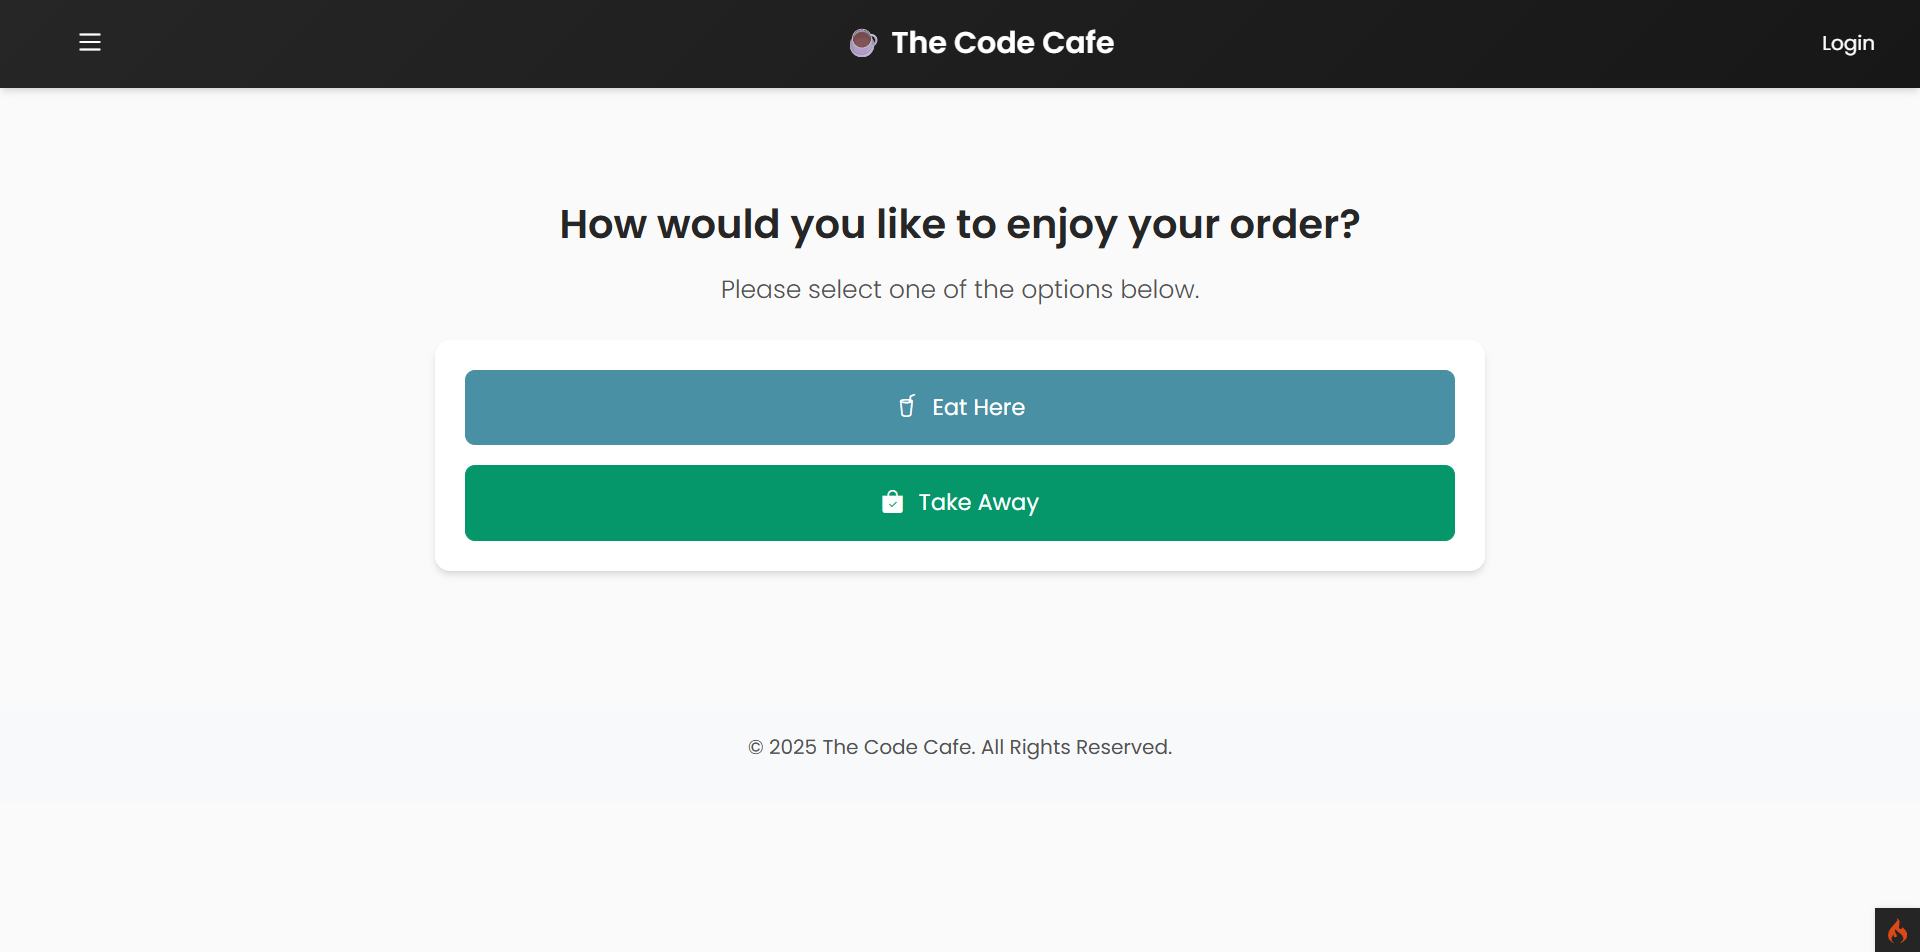 The Code Cafe
Login
How would you like to enjoy your order?
Please select one of the options below.
Eat Here
Take Away
© 2025 The Code Cafe. All Rights Reserved.